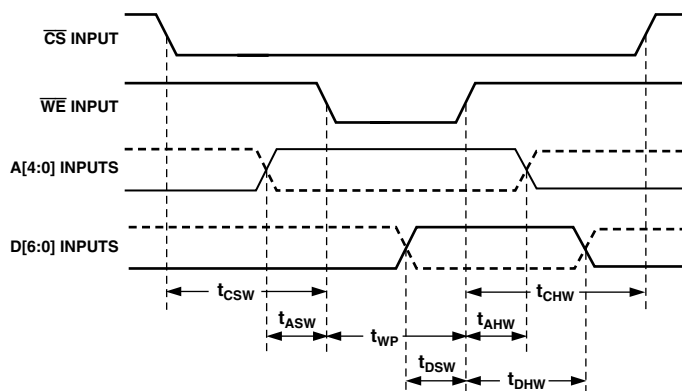 CS INPUT
WE INPUT
A[4:0] INPUTS
D[6:0] INPUTS
tCSW
tCHW
tASW
tWP
tAHW
tDSW
tDHW